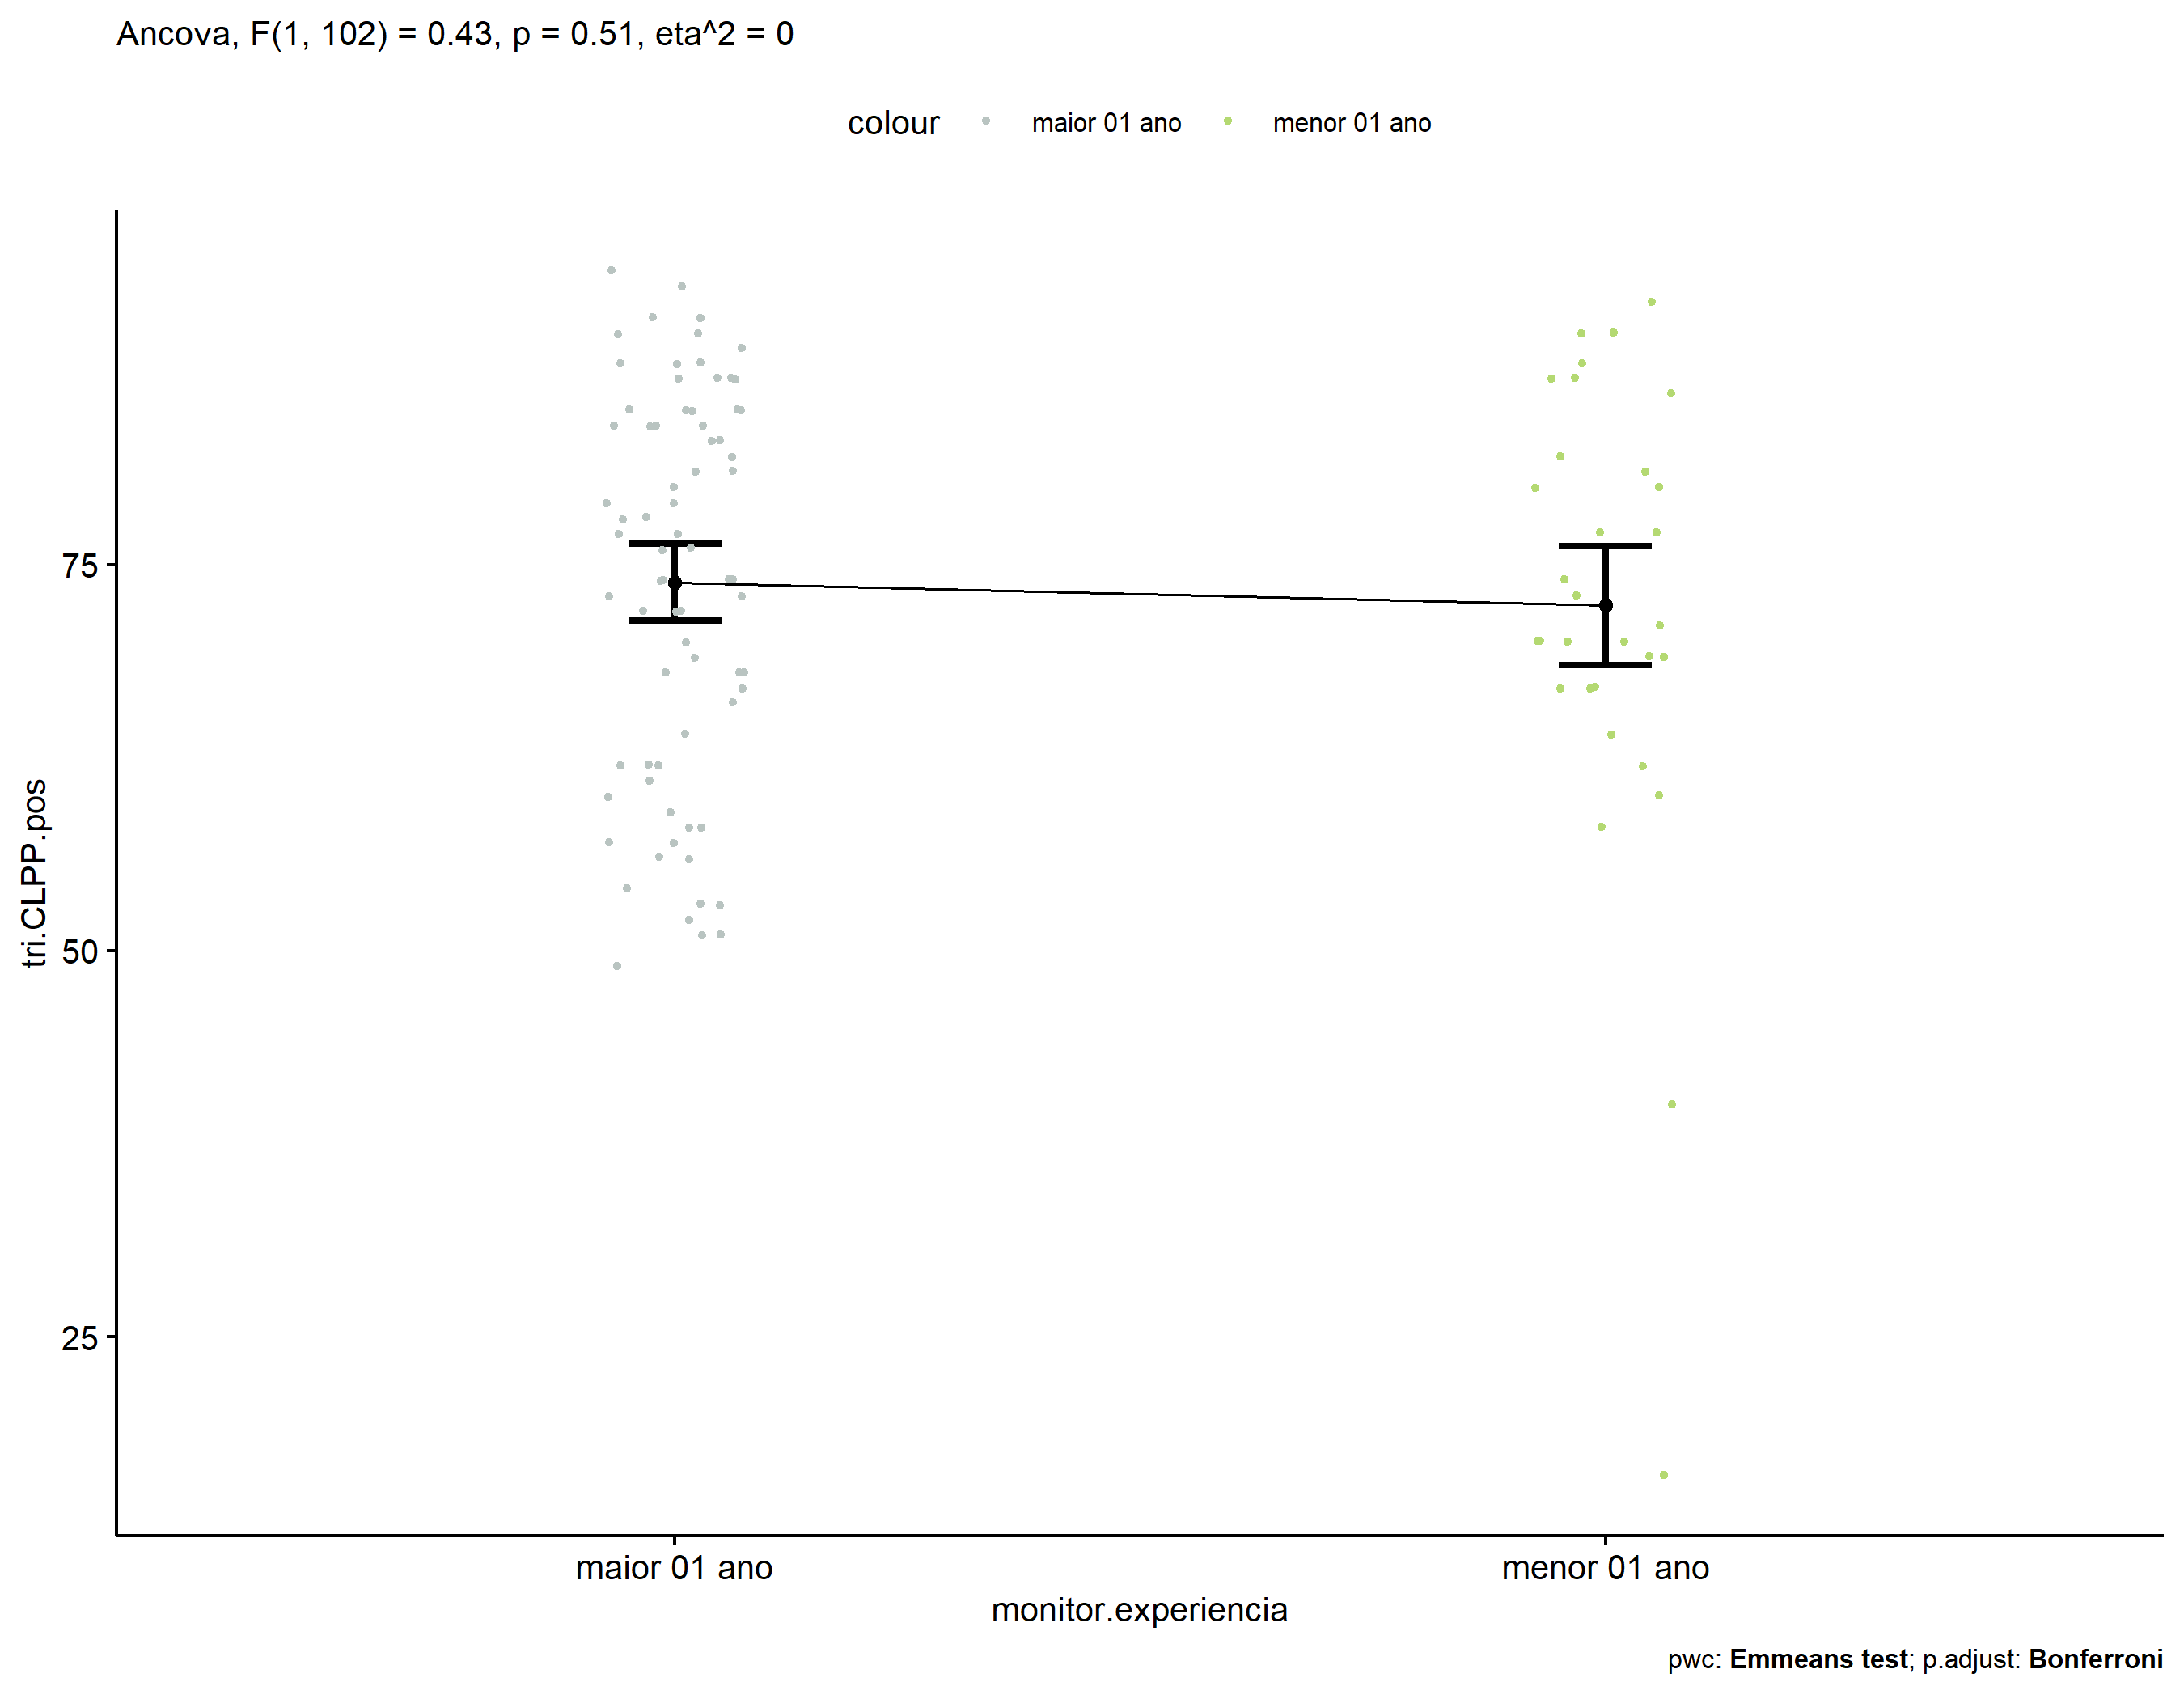 Ancova, F(1, 102) = 0.43, p = 0.51, eta^2 = 0
colour maior 01 ano menor 01 ano
75
50
25
tri.CLPP.pos
maior 01 ano menor 01 ano
monitor.experiencia
pwc: Emmeans test; p.adjust: Bonferroni